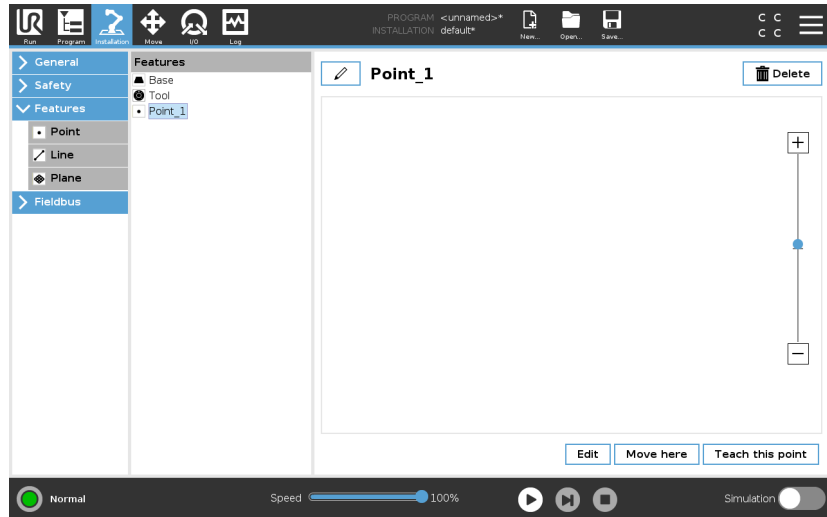 UR
PROGRAM <unnamed>*
INSTALLATION default*
C C
C C
Run Program Installation Move I/O Log New... Open... Save...
General
Safety
Features
Point
Line
Plane
Fieldbus
Features
Base
Tool
Point_1
Point_1
Delete
Edit Move here Teach this point
Normal Speed 100% Simulation